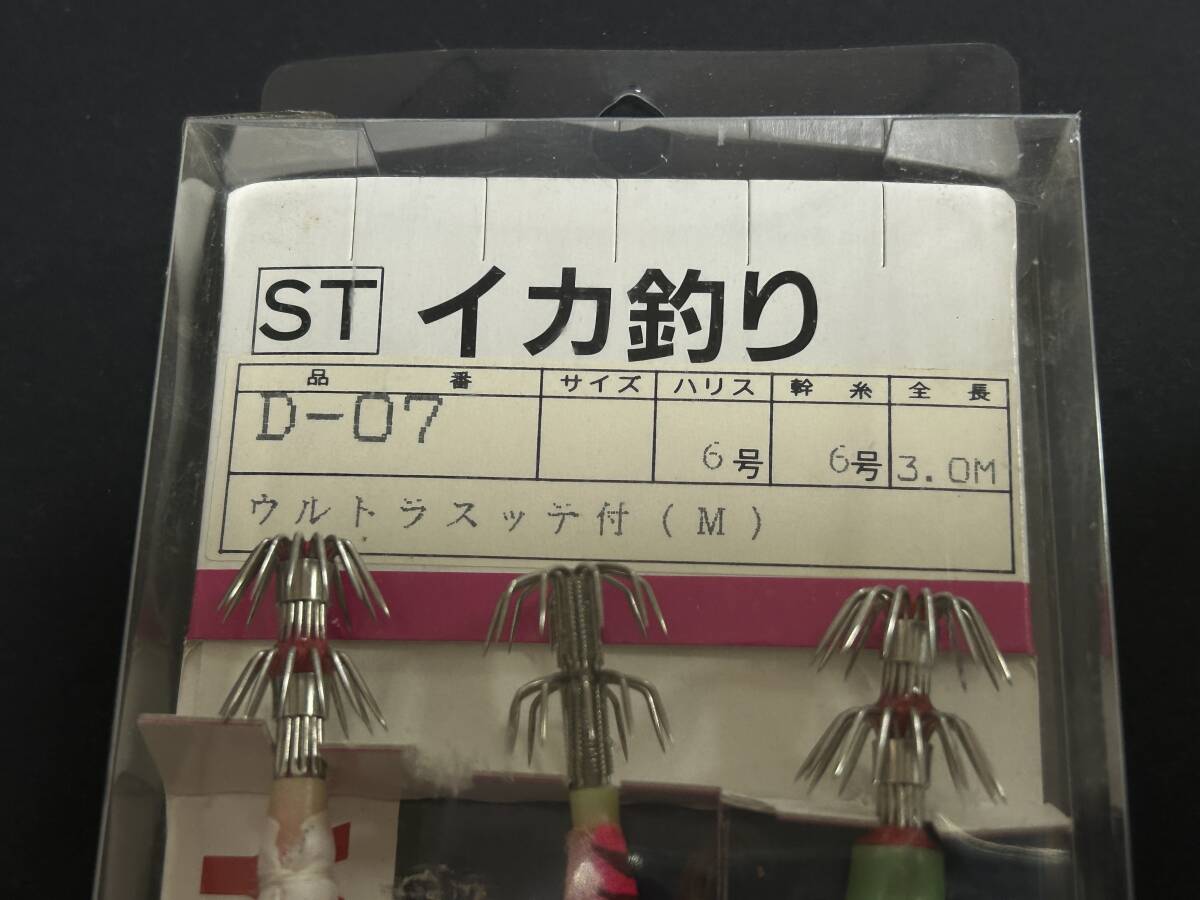 ST イカ釣り
品番 サイズ ハリス 幹糸 全長
D-07 6号 6号 3.0M
ウルトラスッテ付(M)